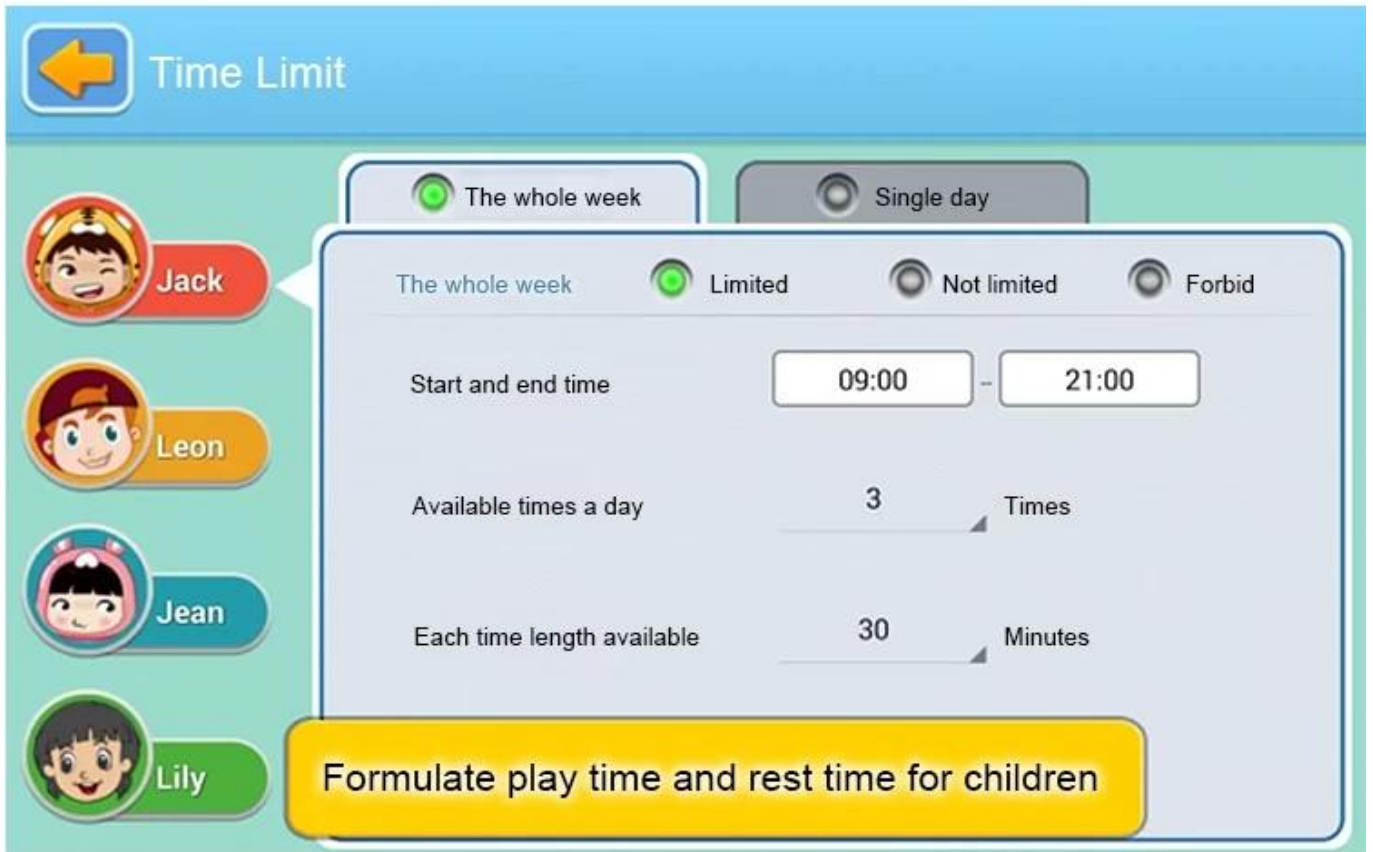 Time Limit
The whole week
Single day
Jack
The whole week Limited Not limited Forbid
Start and end time 09:00 -- 21:00
Leon
Available times a day 3 Times
Jean
Each time length available 30 Minutes
Lily
Formulate play time and rest time for children